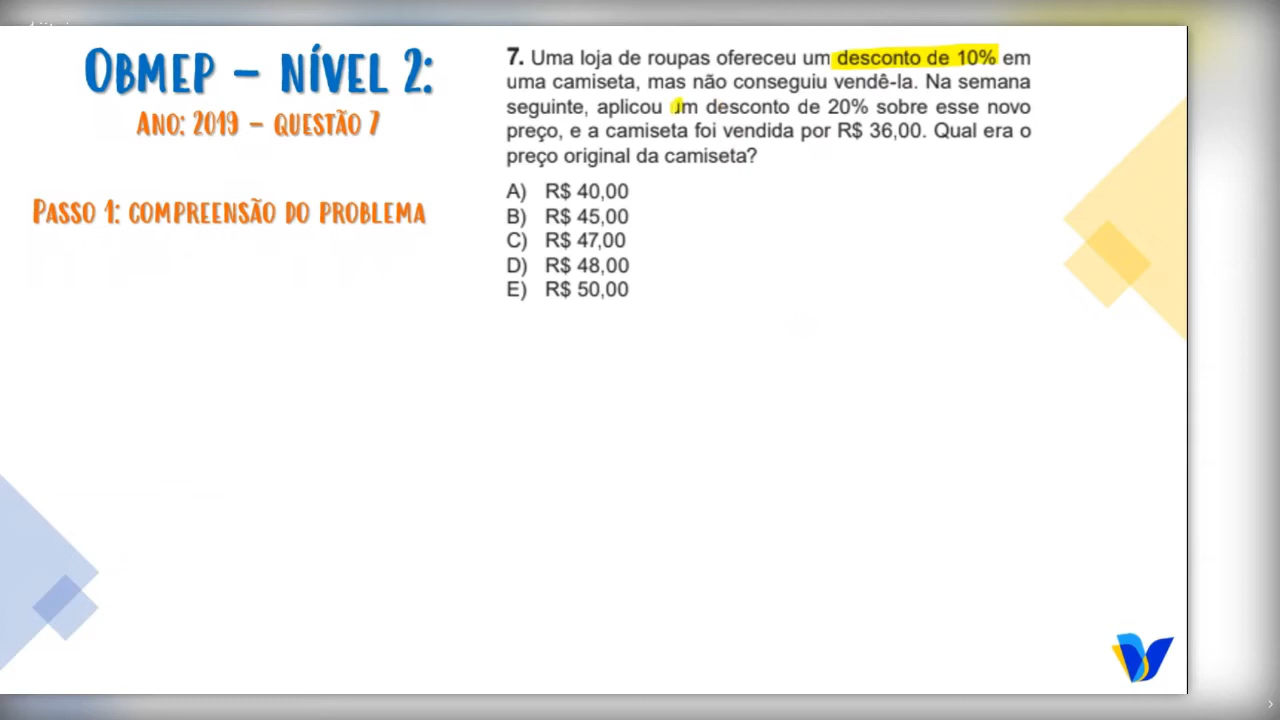 OBMEP – NÍVEL 2:
ANO: 2019 – QUESTÃO 7
PASSO 1: COMPREENSÃO DO PROBLEMA
7. Uma loja de roupas ofereceu um desconto de 10% em
uma camiseta, mas não conseguiu vendê-la. Na semana
seguinte, aplicou um desconto de 20% sobre esse novo
preço, e a camiseta foi vendida por R$ 36,00. Qual era o
preço original da camiseta?
A) R$ 40,00
B) R$ 45,00
C) R$ 47,00
D) R$ 48,00
E) R$ 50,00